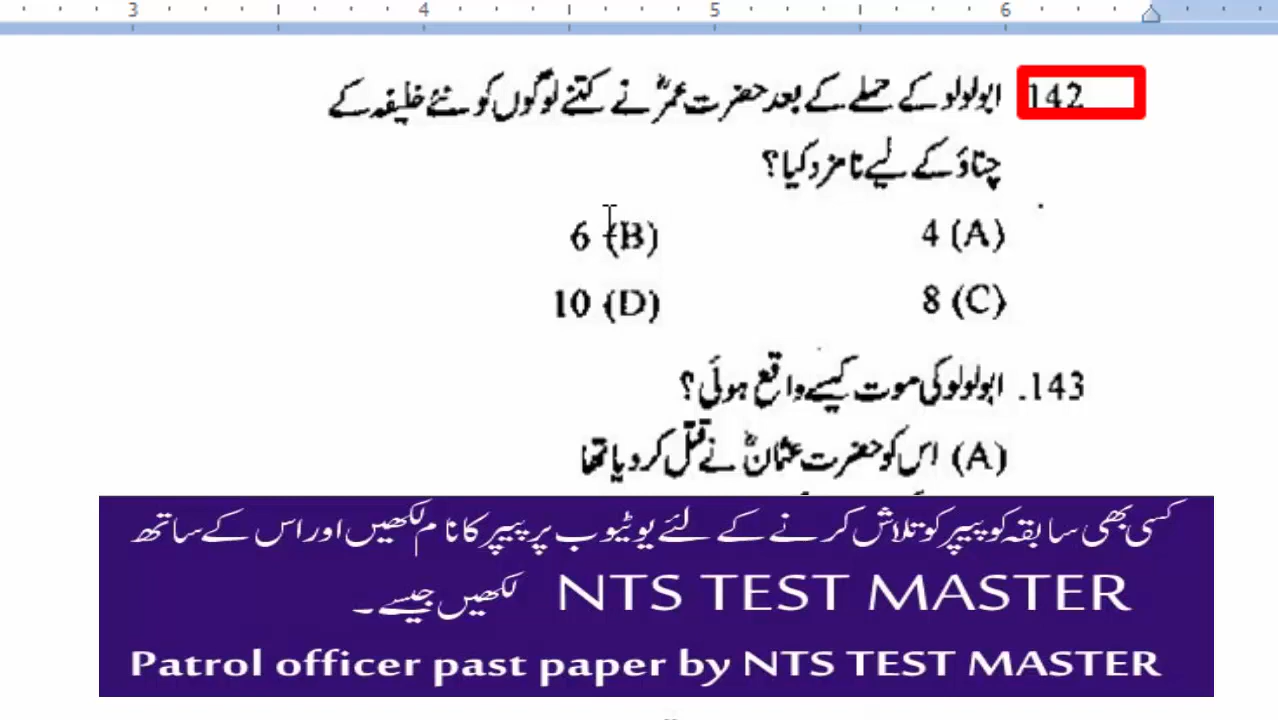 3 4 5 6
142 ابولولو کے حملے کے بعد حضرت عمرؓ نے کتنے لوگوں کو نئے خلیفہ کے
چناؤ کے لیے نامزد کیا؟
4 (A) 6 (B)
8 (C) 10 (D)
143. ابولولو کی موت کیسے واقع ہوئی؟
(A) اس کو حضرت عثمانؓ نے قتل کر دیا تھا
کسی بھی سابقہ کو پیپر کو تلاش کرنے کے لئے یوٹیوب پر پیپر کا نام لکھیں اور اس کے ساتھ
NTS TEST MASTER لکھیں جیسے۔
Patrol officer past paper by NTS TEST MASTER